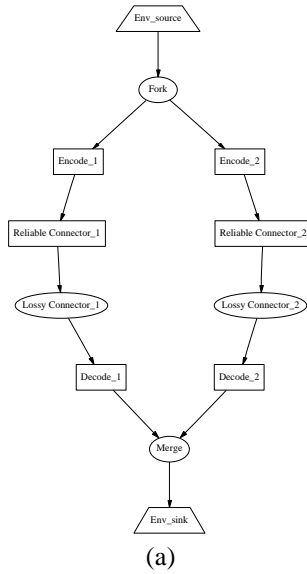 Env_source
Fork
Encode_1
Encode_2
Reliable Connector_1
Reliable Connector_2
Lossy Connector_1
Lossy Connector_2
Decode_1
Decode_2
Merge
Env_sink
(a)